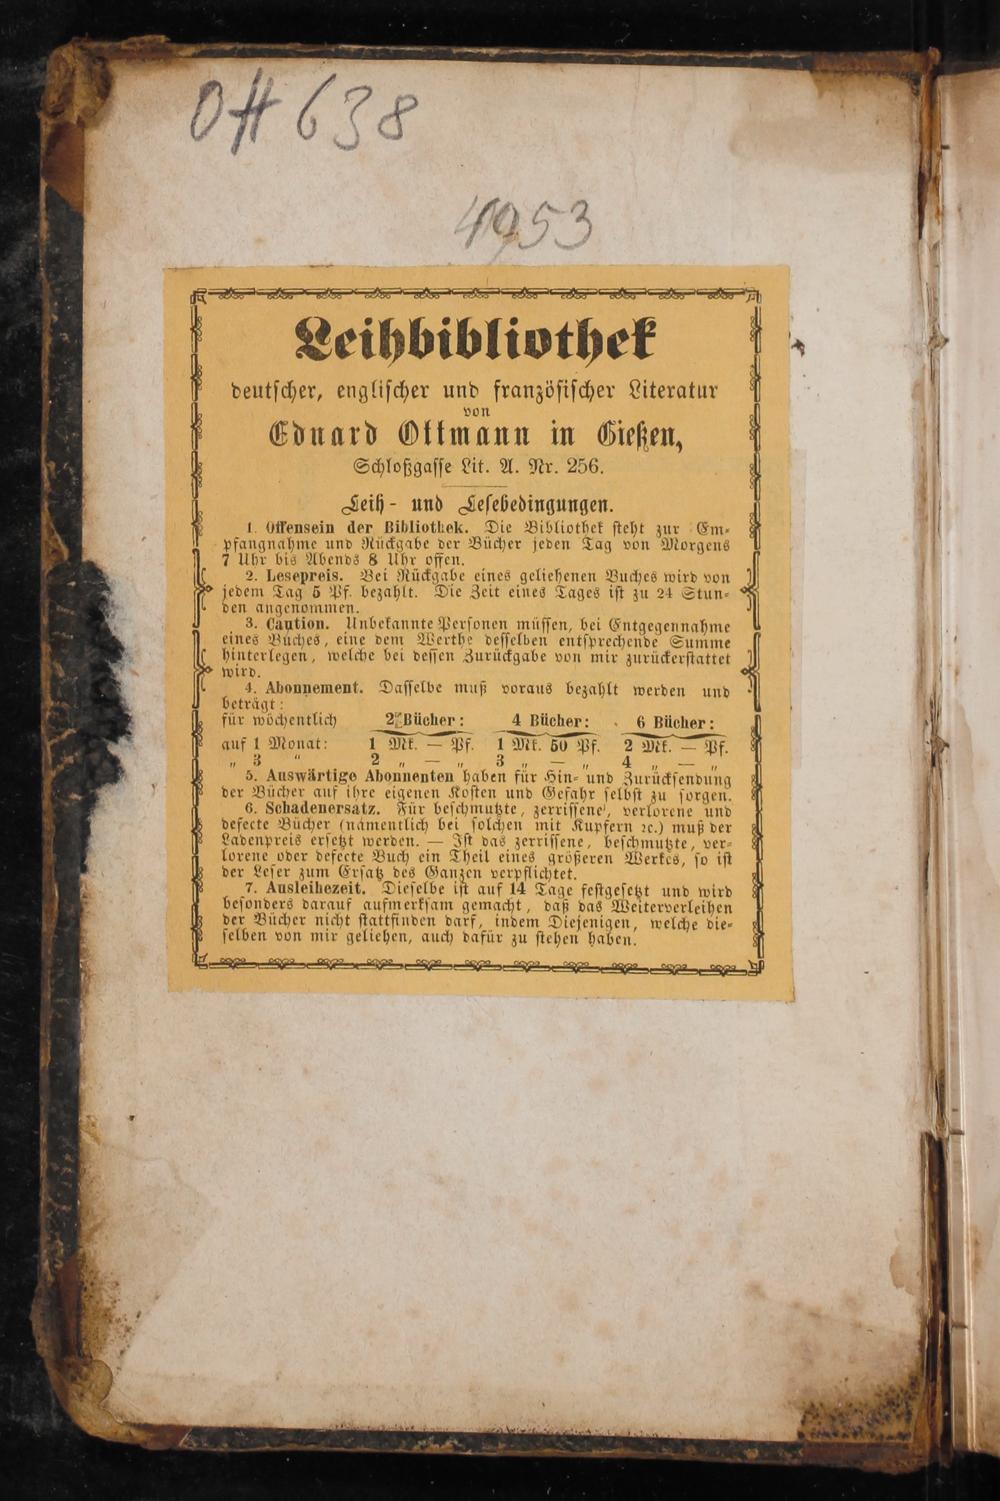 Ott 638
4953
Leihbibliothek
deutscher, englischer und französischer Literatur
von
Eduard Ottmann in Gießen,
Schloßgasse Lit. A. Nr. 256.
Leih- und Lesebedingungen.
1. Offensein der Bibliothek. Die Bibliothek steht zur Em-
pfangnahme und Rückgabe der Bücher jeden Tag von Morgens
7 Uhr bis Abends 8 Uhr offen.
2. Lesepreis. Bei Rückgabe eines geliehenen Buches wird von
jedem Tag 5 Pf. bezahlt. Die Zeit eines Tages ist zu 24 Stun-
den angenommen.
3. Caution. Unbekannte Personen müssen, bei Entgegennahme
eines Buches, eine dem Werthe desselben entsprechende Summe
hinterlegen, welche bei dessen Zurückgabe von mir zurückerstattet
wird.
4. Abonnement. Dasselbe muß voraus bezahlt werden und
beträgt:
für wöchentlich 2 Bücher: 4 Bücher: 6 Bücher:
auf 1 Monat: 1 Mk. — Pf. 1 Mk. 50 Pf. 2 Mk. — Pf.
„ 3 „ 2 „ — „ 3 „ — „ 4 „ — „
5. Auswärtige Abonnenten haben für Hin- und Zurücksendung
der Bücher auf ihre eigenen Kosten und Gefahr selbst zu sorgen.
6. Schadenersatz. Für beschmutzte, zerrissene, verlorene und
defecte Bücher (namentlich bei solchen mit Kupfern ꝛc.) muß der
Ladenpreis ersetzt werden. — Ist das zerrissene, beschmutzte, ver-
lorene oder defecte Buch ein Theil eines größeren Werkes, so ist
der Leser zum Ersatz des Ganzen verpflichtet.
7. Ausleihezeit. Dieselbe ist auf 14 Tage festgesetzt und wird
besonders darauf aufmerksam gemacht, daß das Weiterverleihen
der Bücher nicht stattfinden darf, indem Diejenigen, welche die-
selben von mir geliehen, auch dafür zu stehen haben.